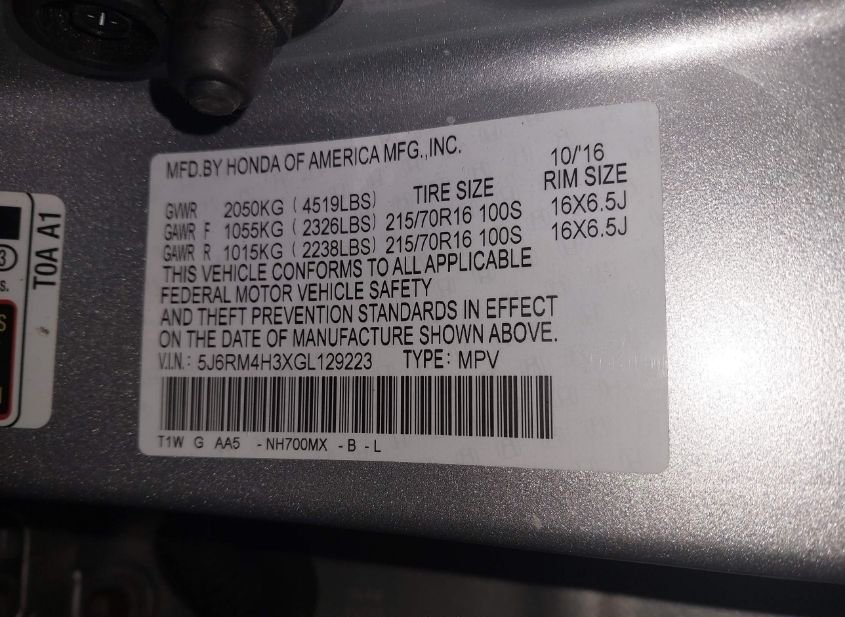 MFD.BY HONDA OF AMERICA MFG.,INC. 10/'16
TIRE SIZE RIM SIZE
GVWR 2050KG ( 4519LBS)
GAWR F 1055KG ( 2326LBS) 215/70R16 100S 16X6.5J
GAWR R 1015KG ( 2238LBS) 215/70R16 100S 16X6.5J
THIS VEHICLE CONFORMS TO ALL APPLICABLE
FEDERAL MOTOR VEHICLE SAFETY
AND THEFT PREVENTION STANDARDS IN EFFECT
ON THE DATE OF MANUFACTURE SHOWN ABOVE.
V.I.N.: 5J6RM4H3XGL129223 TYPE: MPV
T1W G AA5 -NH700MX -B -L
T0A A1
3
s.
S